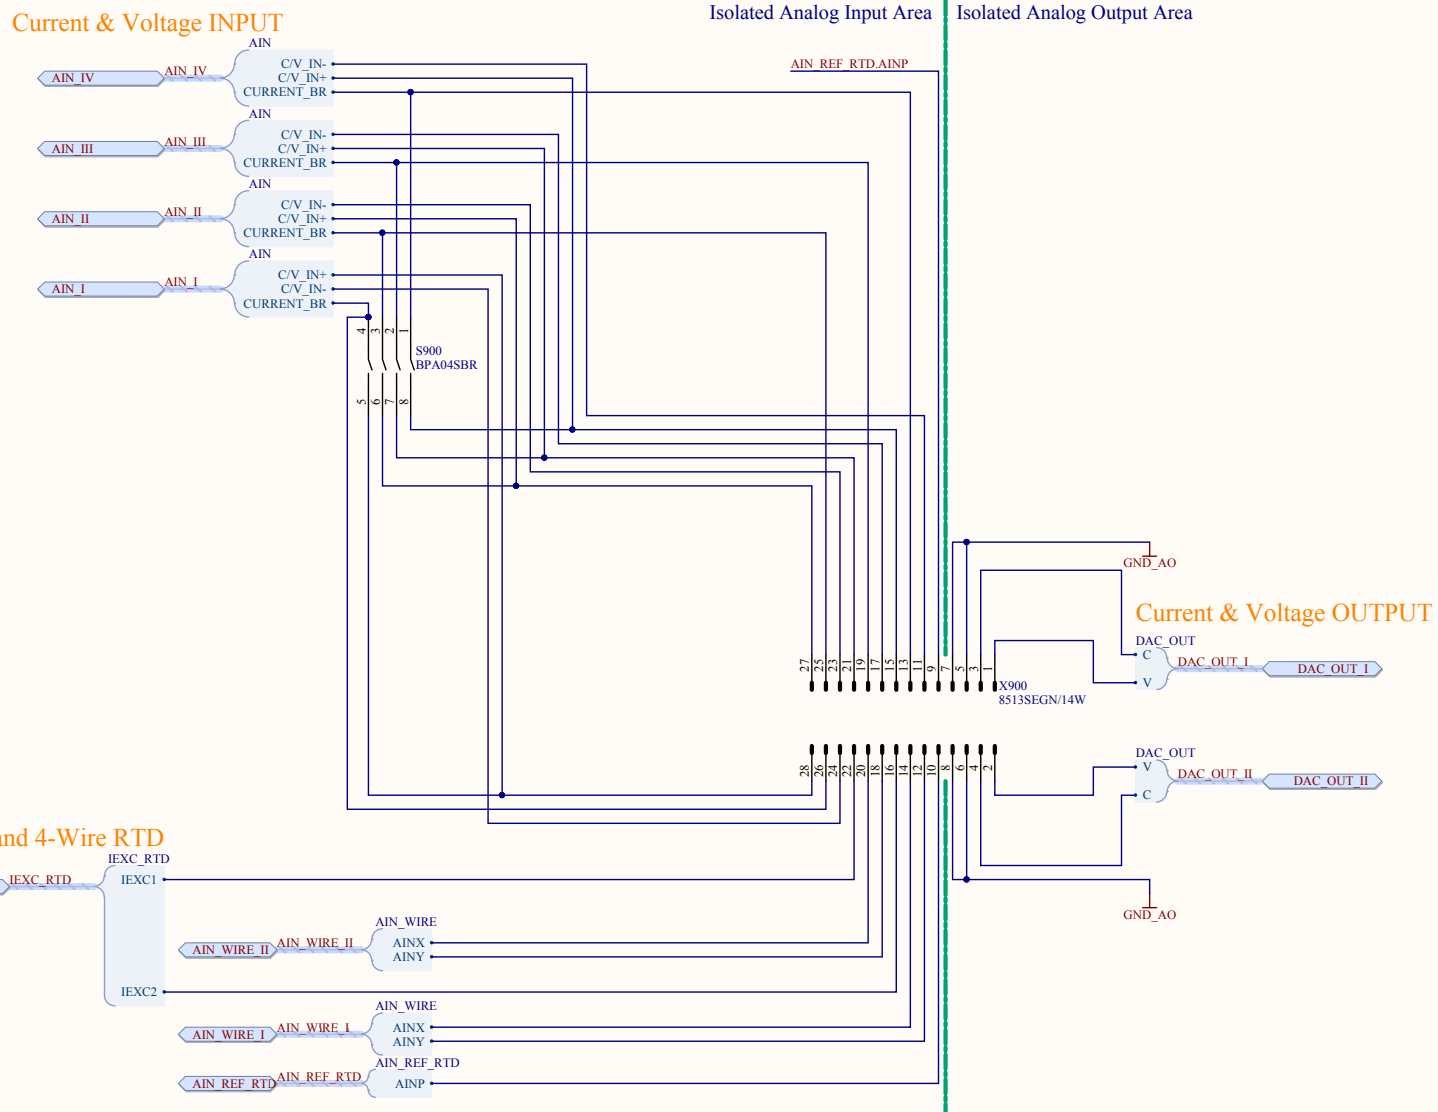 Isolated Analog Input Area
Isolated Analog Output Area
Current & Voltage INPUT
AIN
AIN_IV
AIN_IV
C/V_IN-
C/V_IN+
CURRENT_BR
AIN_REF_RTD.AINP
AIN
AIN_III
AIN_III
C/V_IN-
C/V_IN+
CURRENT_BR
AIN
AIN_II
AIN_II
C/V_IN-
C/V_IN+
CURRENT_BR
AIN
AIN_I
AIN_I
C/V_IN+
C/V_IN-
CURRENT_BR
4 3 2 1
S900
BPA04SBR
5 6 7 8
GND_AO
Current & Voltage OUTPUT
DAC_OUT
C
V
DAC_OUT_I
DAC_OUT_I
27 25 23 21 19 17 15 13 11 9 7 5 3 1
X900
8513SEGN/14W
28 26 24 22 20 18 16 14 12 10 8 6 4 2
DAC_OUT
V
C
DAC_OUT_II
DAC_OUT_II
and 4-Wire RTD
IEXC_RTD
IEXC_RTD
IEXC1
IEXC2
GND_AO
AIN_WIRE
AIN_WIRE_II
AIN_WIRE_II
AINX
AINY
AIN_WIRE
AIN_WIRE_I
AIN_WIRE_I
AINX
AINY
AIN_REF_RTD
AIN_REF_RTD
AIN_REF_RTD
AINP